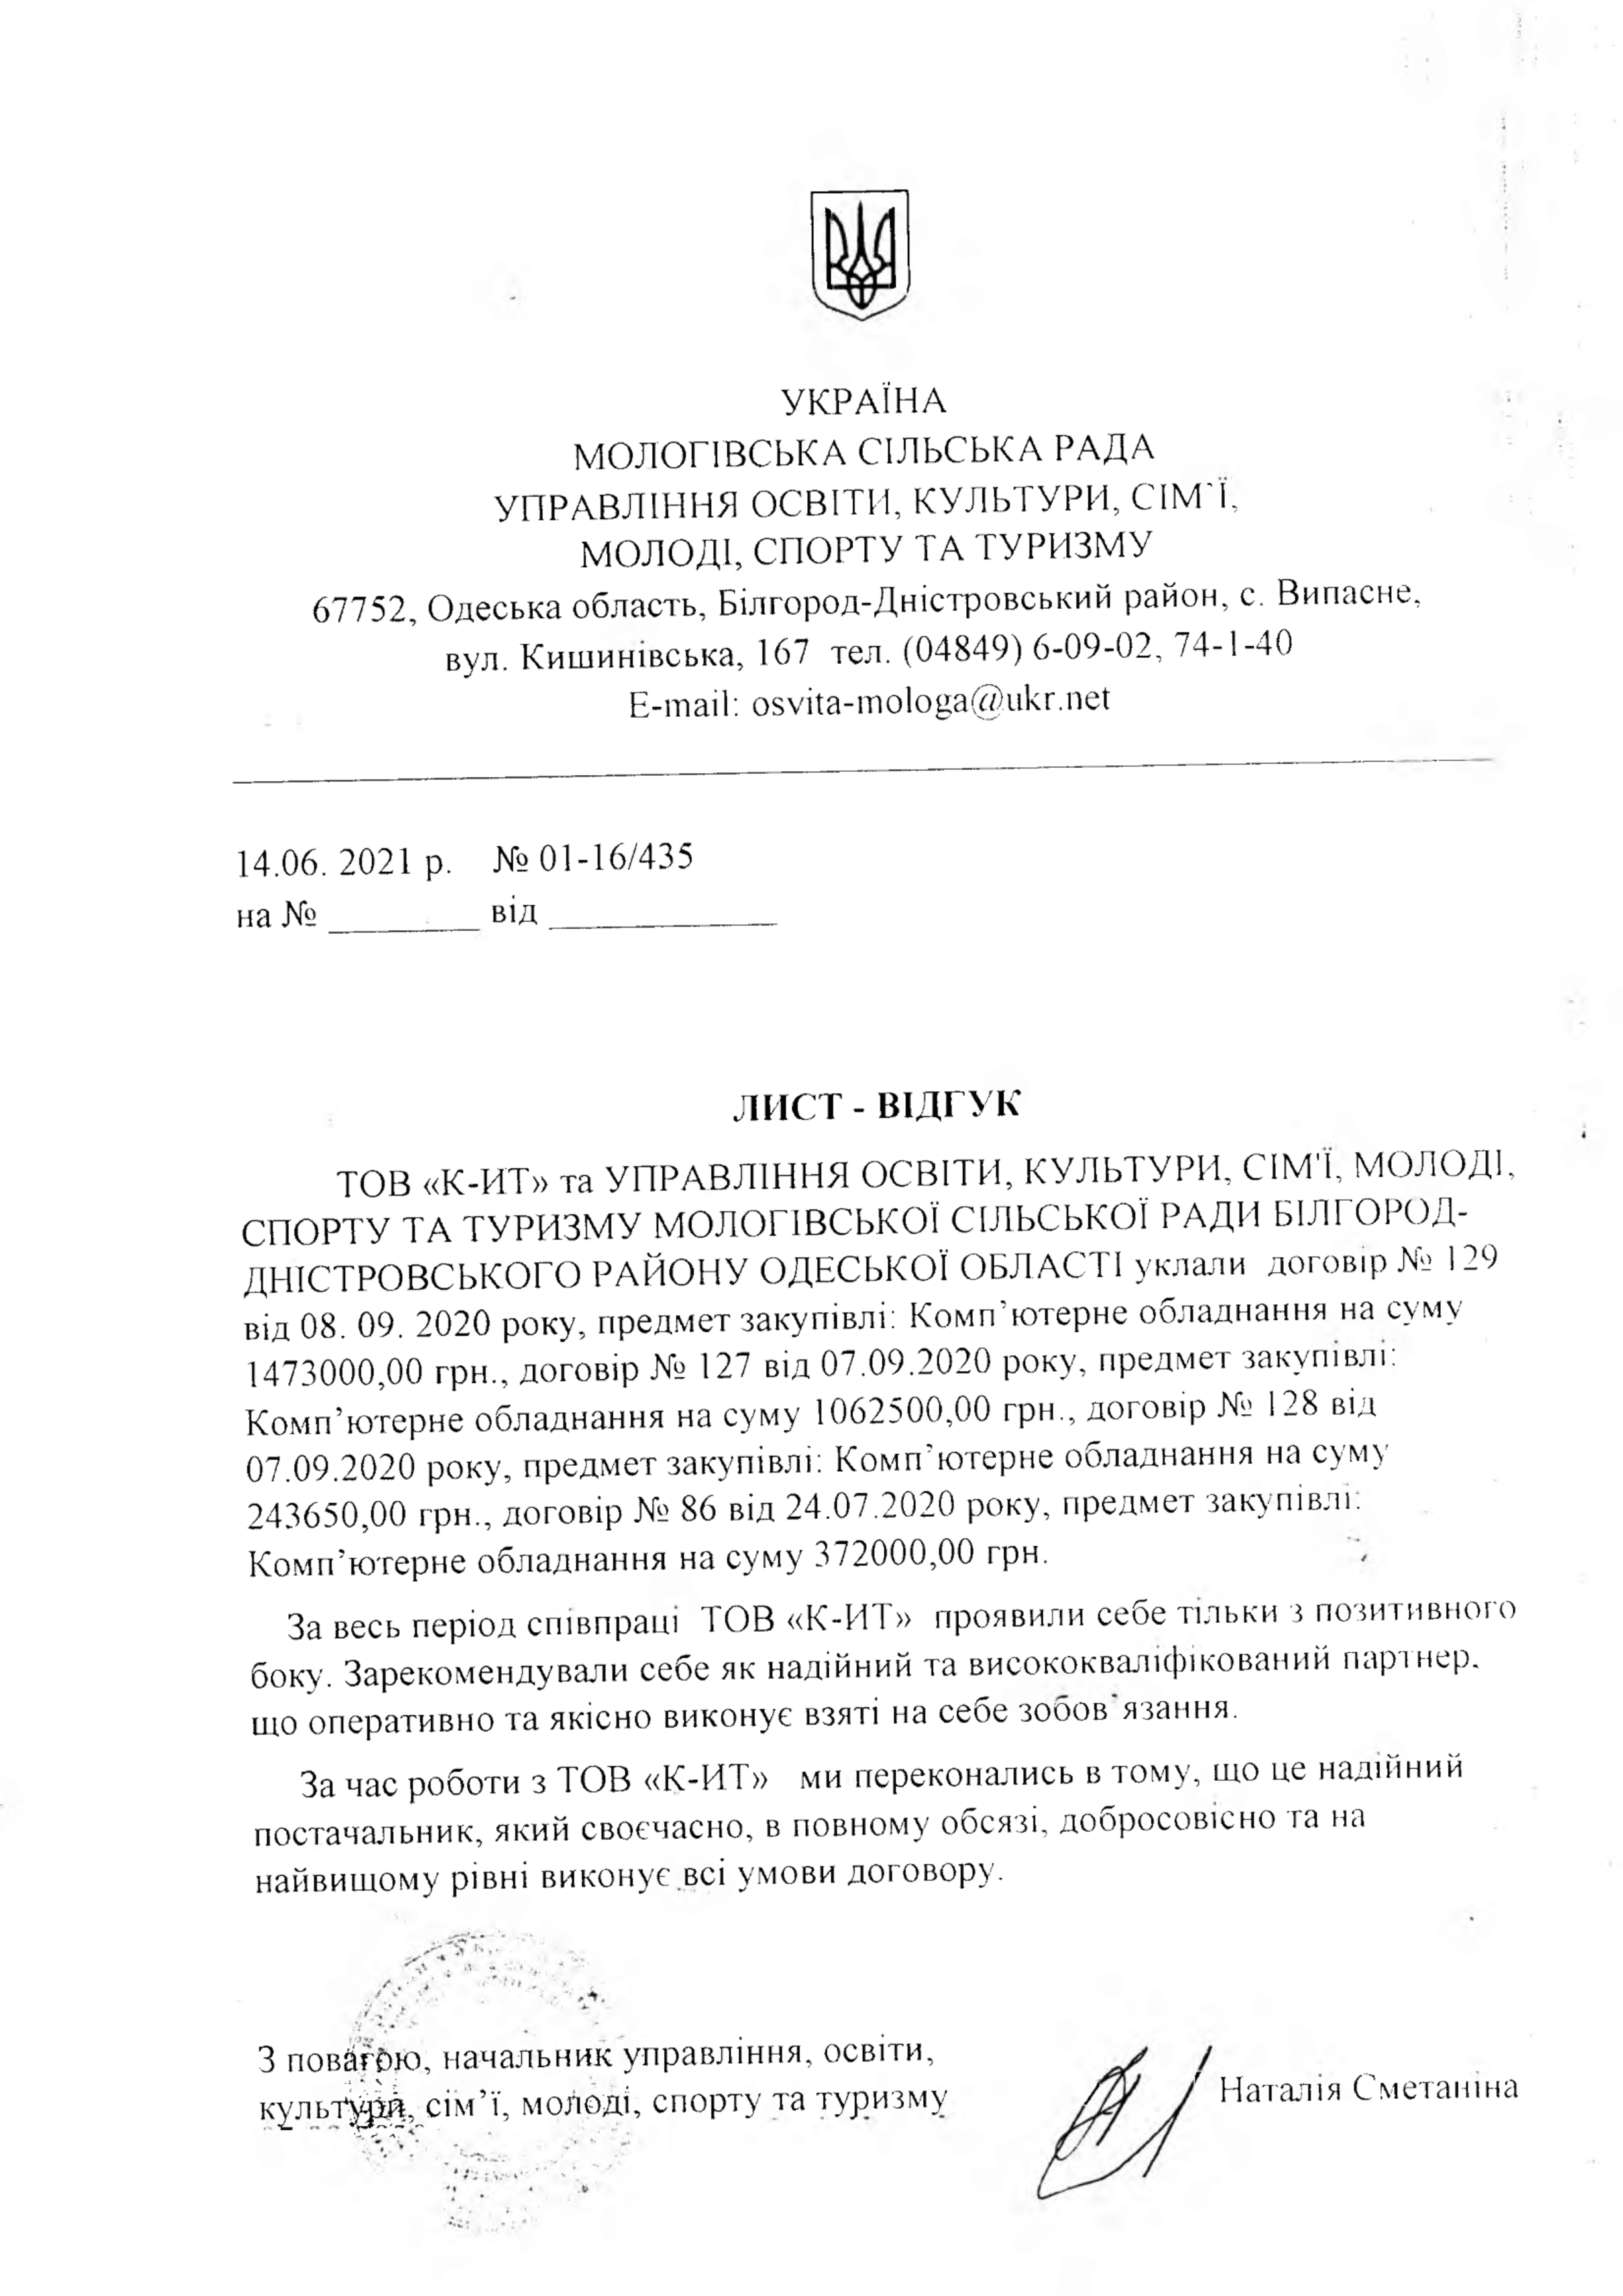 УКРАЇНА
МОЛОГІВСЬКА СІЛЬСЬКА РАДА
УПРАВЛІННЯ ОСВІТИ, КУЛЬТУРИ, СІМ`Ї,
МОЛОДІ, СПОРТУ ТА ТУРИЗМУ
67752, Одеська область, Білгород-Дністровський район, с. Випасне,
вул. Кишинівська, 167 тел. (04849) 6-09-02, 74-1-40
E-mail: osvita-mologa@ukr.net
14.06. 2021 р. № 01-16/435
на № ________ від ____________
ЛИСТ - ВІДГУК
ТОВ «К-ИТ» та УПРАВЛІННЯ ОСВІТИ, КУЛЬТУРИ, СІМ'Ї, МОЛОДІ,
СПОРТУ ТА ТУРИЗМУ МОЛОГІВСЬКОЇ СІЛЬСЬКОЇ РАДИ БІЛГОРОД-
ДНІСТРОВСЬКОГО РАЙОНУ ОДЕСЬКОЇ ОБЛАСТІ уклали договір № 129
від 08. 09. 2020 року, предмет закупівлі: Комп’ютерне обладнання на суму
1473000,00 грн., договір № 127 від 07.09.2020 року, предмет закупівлі:
Комп’ютерне обладнання на суму 1062500,00 грн., договір № 128 від
07.09.2020 року, предмет закупівлі: Комп’ютерне обладнання на суму
243650,00 грн., договір № 86 від 24.07.2020 року, предмет закупівлі:
Комп’ютерне обладнання на суму 372000,00 грн.
За весь період співпраці ТОВ «К-ИТ» проявили себе тільки з позитивного
боку. Зарекомендували себе як надійний та висококваліфікований партнер,
що оперативно та якісно виконує взяті на себе зобов’язання.
За час роботи з ТОВ «К-ИТ» ми переконались в тому, що це надійний
постачальник, який своєчасно, в повному обсязі, добросовісно та на
найвищому рівні виконує всі умови договору.
З повагою, начальник управління, освіти,
культури, сім’ї, молоді, спорту та туризму
Наталія Сметаніна